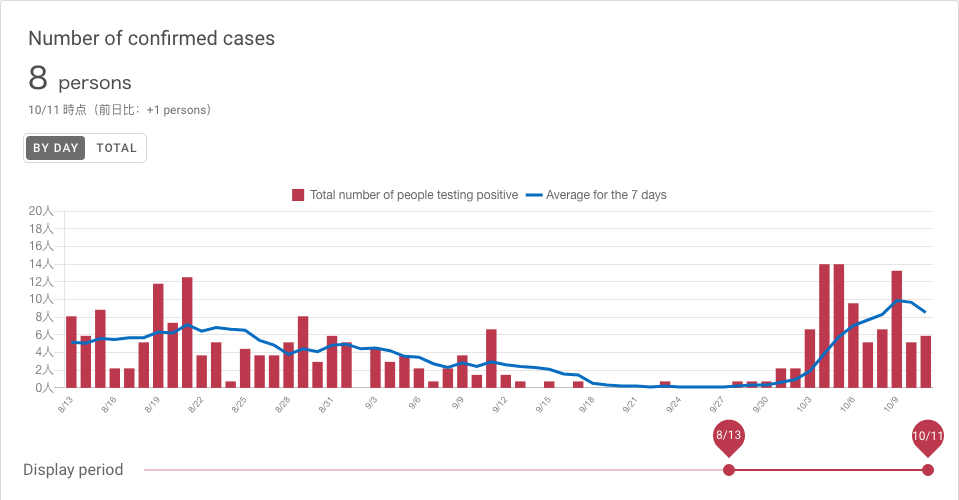 Number of confirmed cases
8 persons
10/11 時点（前日比：+1 persons）
BY DAY TOTAL
Total number of people testing positive Average for the 7 days
20人
18人
16人
14人
12人
10人
8人
6人
4人
2人
0人
8/13 8/16 8/19 8/22 8/25 8/28 8/31 9/3 9/6 9/9 9/12 9/15 9/18 9/21 9/24 9/27 9/30 10/3 10/6 10/9
8/13 10/11
Display period